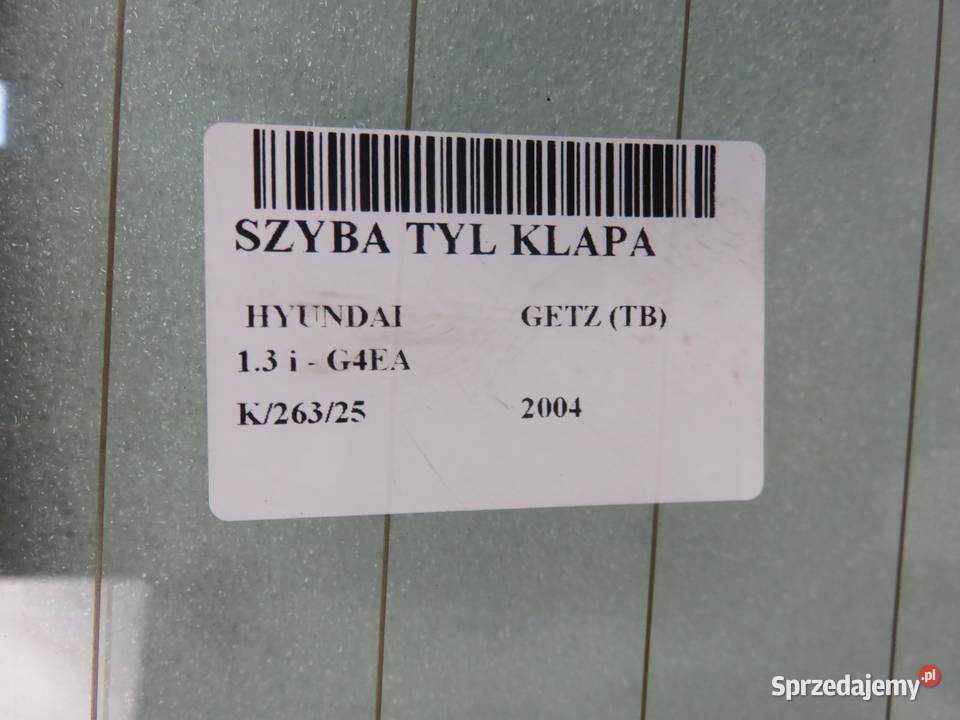 SZYBA TYL KLAPA
HYUNDAI GETZ (TB)
1.3 i - G4EA
K/263/25 2004
Sprzedajemy.pl